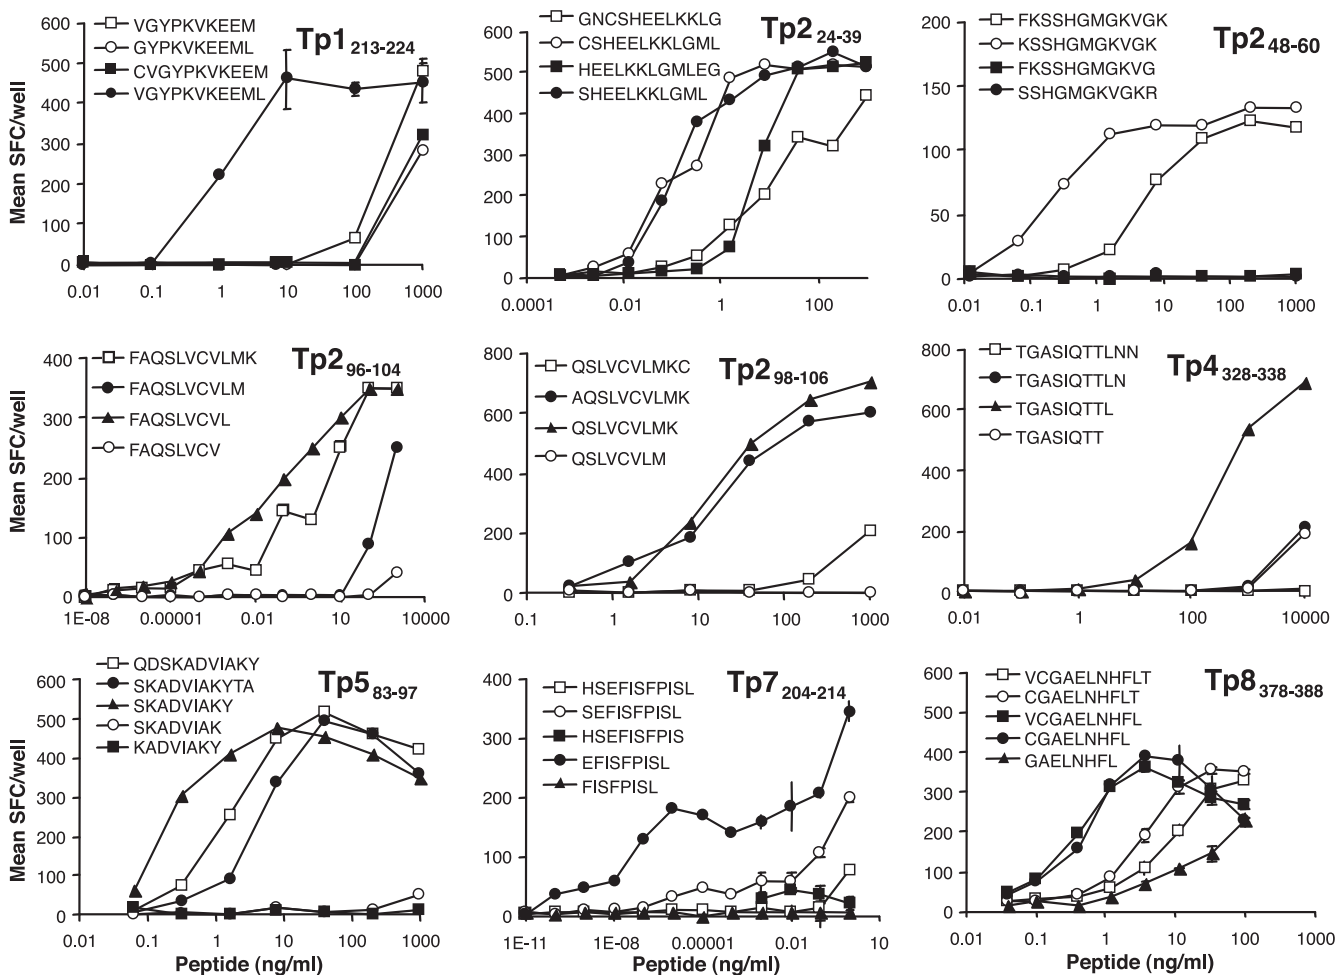 Tp1 213-224
VGYPKVKEEM
GYPKVKEEML
CVGYPKVKEEM
VGYPKVKEEML
Mean SFC/well
600
500
400
300
200
100
0
0.01 0.1 1 10 100 1000
Tp2 24-39
GNCSHEELKKLG
CSHEELKKLGML
HEELKKLGMLEG
SHEELKKLGML
600
500
400
300
200
100
0
0.0001 0.01 1 100
Tp2 48-60
FKSSHGMGKVGK
KSSHGMGKVGK
FKSSHGMGKVG
SSHGMGKVGKR
200
150
100
50
0
0.01 0.1 1 10 100 1000
Tp2 96-104
FAQSLVCVLMK
FAQSLVCVLM
FAQSLVCVL
FAQSLVCV
Mean SFC/well
400
300
200
100
0
1E-08 0.00001 0.01 10 10000
Tp2 98-106
QSLVCVLMKC
AQSLVCVLMK
QSLVCVLMK
QSLVCVLM
800
600
400
200
0
0.1 1 10 100 1000
Tp4 328-338
TGASIQTTLNN
TGASIQTTLN
TGASIQTTL
TGASIQTT
800
600
400
200
0
0.01 1 100 10000
Tp5 83-97
QDSKADVIAKY
SKADVIAKYTA
SKADVIAKY
SKADVIAK
KADVIAKY
Mean SFC/well
600
500
400
300
200
100
0
0.01 0.1 1 10 100 1000
Peptide (ng/ml)
Tp7 204-214
HSEFISFPISL
SEFISFPISL
HSEFISFPIS
EFISFPISL
FISFPISL
400
300
200
100
0
1E-11 1E-08 0.00001 0.01 10
Peptide (ng/ml)
Tp8 378-388
VCGAELNHFLT
CGAELNHFLT
VCGAELNHFL
CGAELNHFL
GAELNHFL
600
500
400
300
200
100
0
0.01 0.1 1 10 100 1000
Peptide (ng/ml)